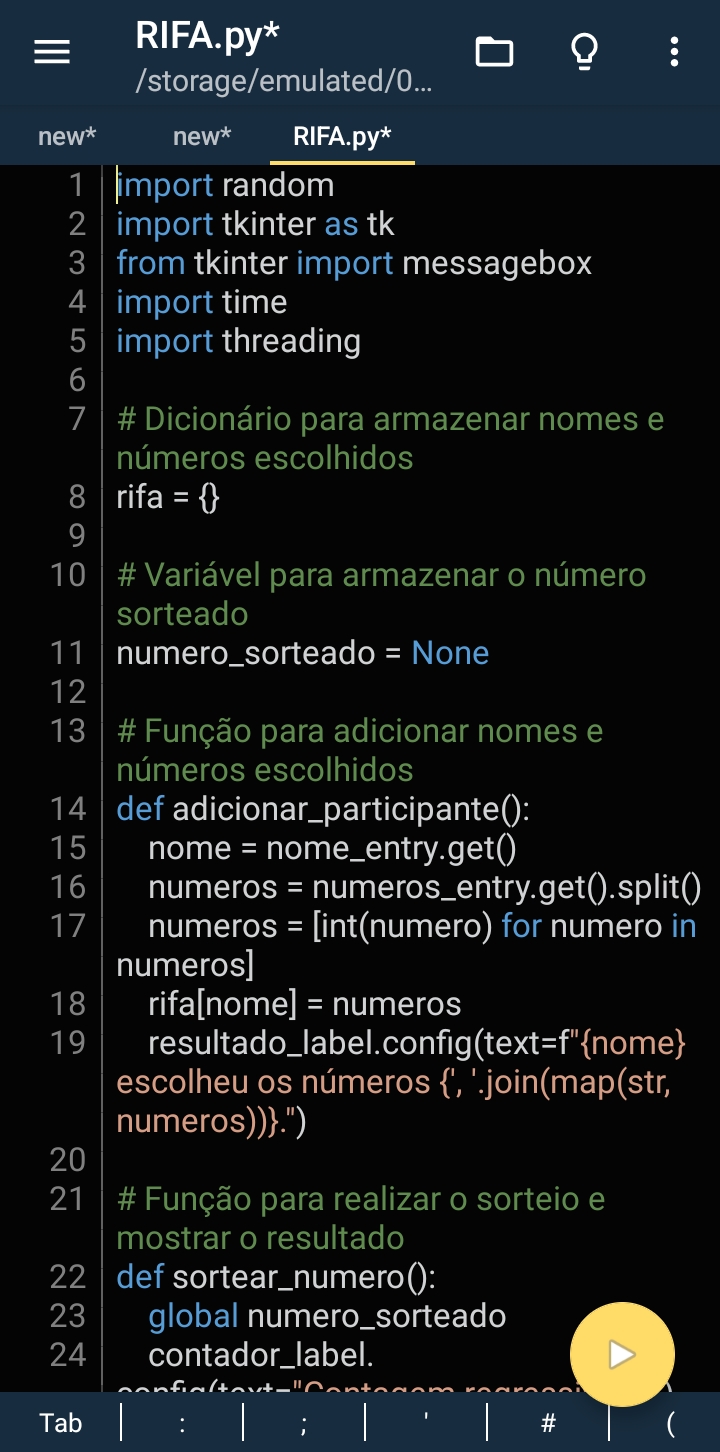 RIFA.py*
/storage/emulated/0...
new* new* RIFA.py*
1 import random
2 import tkinter as tk
3 from tkinter import messagebox
4 import time
5 import threading
6
7 # Dicionário para armazenar nomes e
números escolhidos
8 rifa = {}
9
10 # Variável para armazenar o número
sorteado
11 numero_sorteado = None
12
13 # Função para adicionar nomes e
números escolhidos
14 def adicionar_participante():
15 nome = nome_entry.get()
16 numeros = numeros_entry.get().split()
17 numeros = [int(numero) for numero in
numeros]
18 rifa[nome] = numeros
19 resultado_label.config(text=f"{nome}
escolheu os números {', '.join(map(str,
numeros))}.")
20
21 # Função para realizar o sorteio e
mostrar o resultado
22 def sortear_numero():
23 global numero_sorteado
24 contador_label.
config(text="Contagem
Tab : ; ' # (